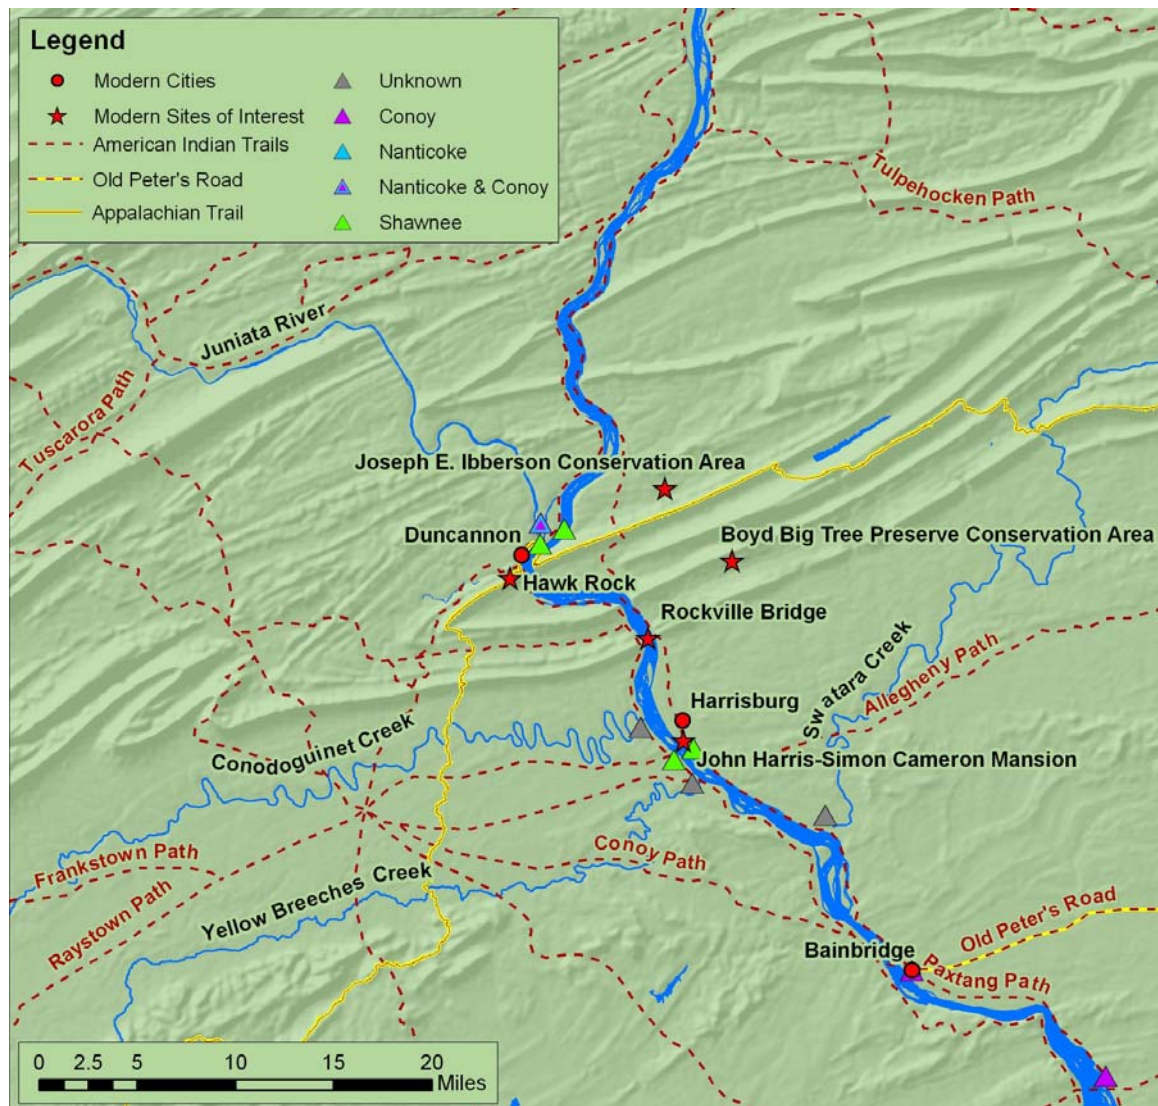 Legend
Modern Cities
Modern Sites of Interest
American Indian Trails
Old Peter's Road
Appalachian Trail
Unknown
Conoy
Nanticoke
Nanticoke & Conoy
Shawnee
Tulpehocken Path
Juniata River
Tuscarora Path
Joseph E. Ibberson Conservation Area
Duncannon
Boyd Big Tree Preserve Conservation Area
Hawk Rock
Rockville Bridge
Swatara Creek
Allegheny Path
Harrisburg
Conodoguinet Creek
John Harris-Simon Cameron Mansion
Frankstown Path
Conoy Path
Raystown Path
Yellow Breeches Creek
Old Peter's Road
Bainbridge
Paxtang Path
0 2.5 5 10 15 20
Miles